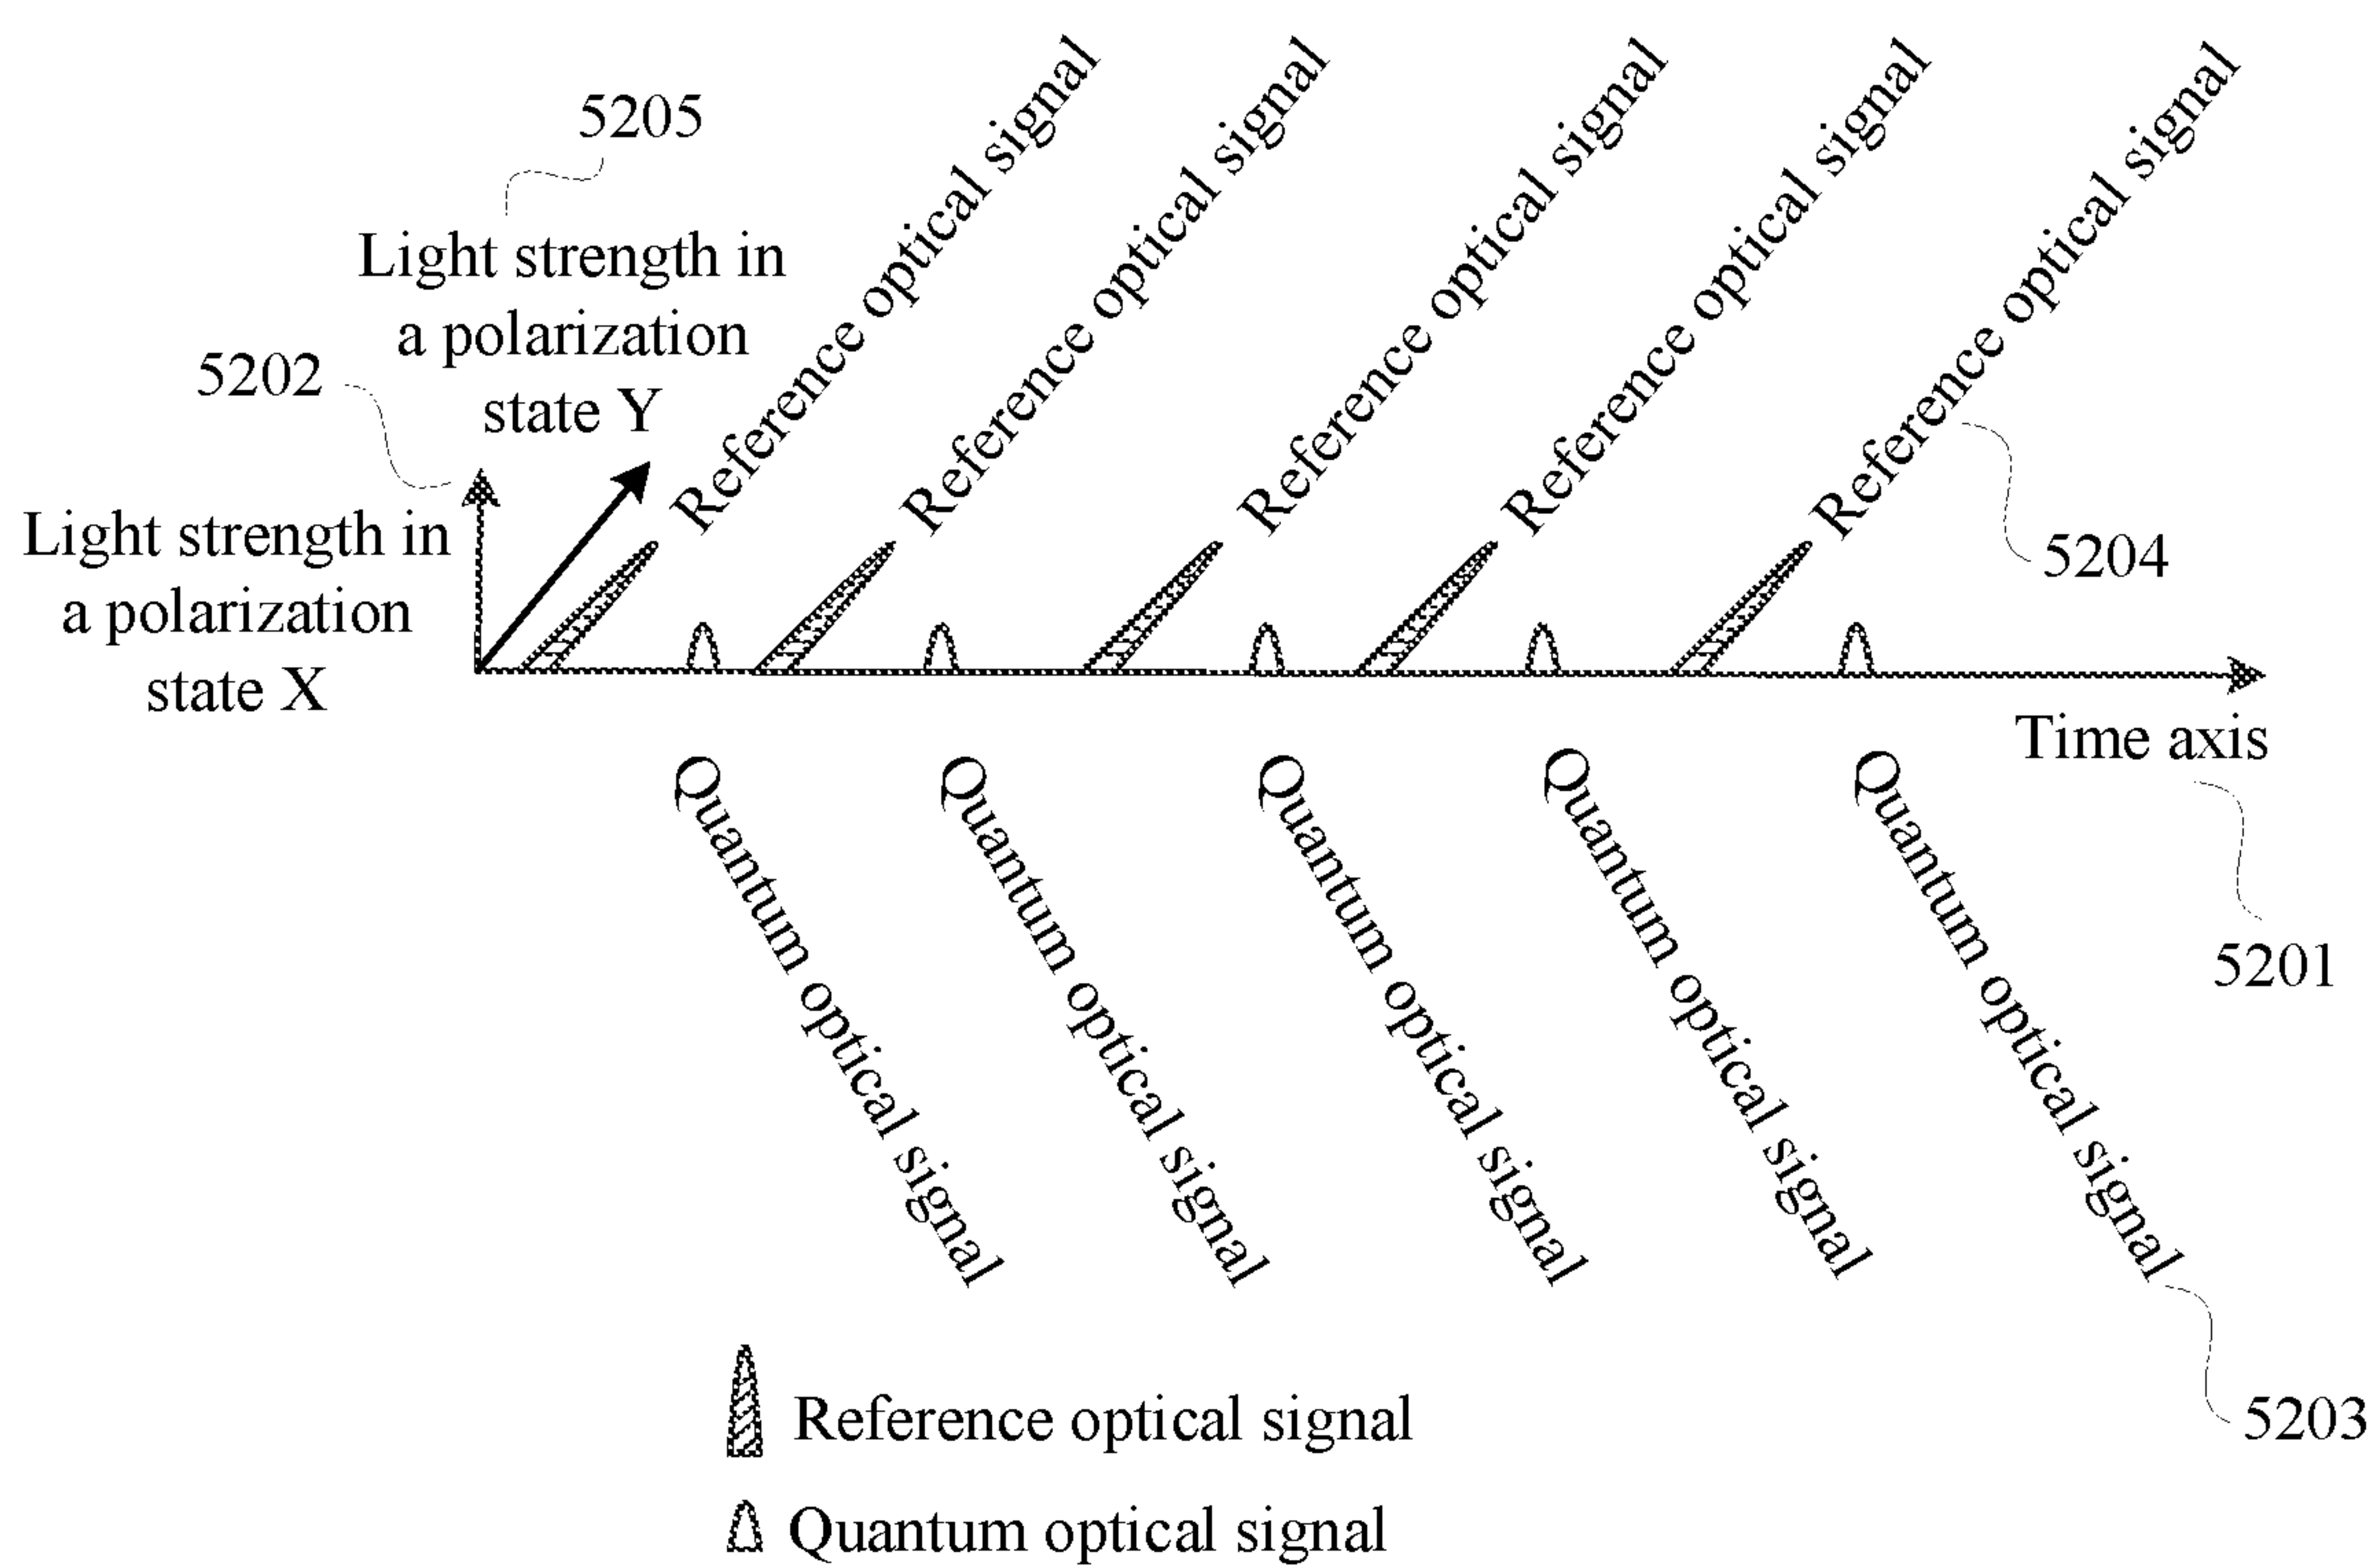 5205
Light strength in
a polarization
state Y
5202
Light strength in
a polarization
state X
Reference optical signal
Reference optical signal
Reference optical signal
Reference optical signal
Reference optical signal
5204
Time axis
5201
Quantum optical signal
Quantum optical signal
Quantum optical signal
Quantum optical signal
Quantum optical signal
5203
Reference optical signal
Quantum optical signal